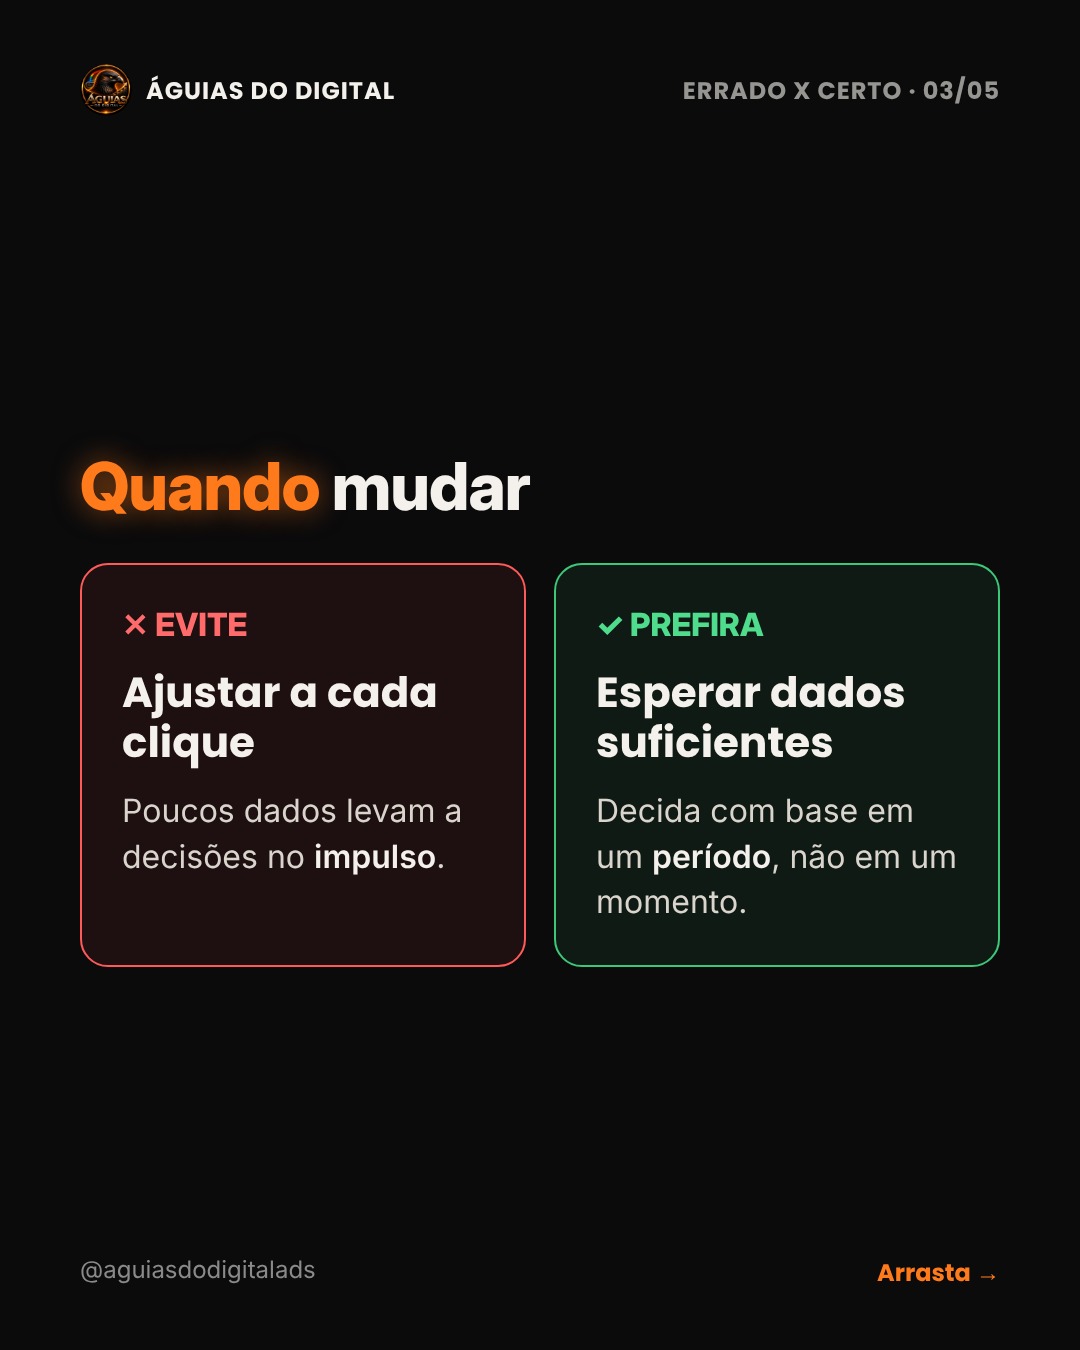 ÁGUIAS
ÁGUIAS DO DIGITAL
ERRADO X CERTO · 03/05
Quando mudar
✕ EVITE
Ajustar a cada
clique
Poucos dados levam a
decisões no impulso.
✓ PREFIRA
Esperar dados
suficientes
Decida com base em
um período, não em um
momento.
@aguiasdodigitalads
Arrasta →